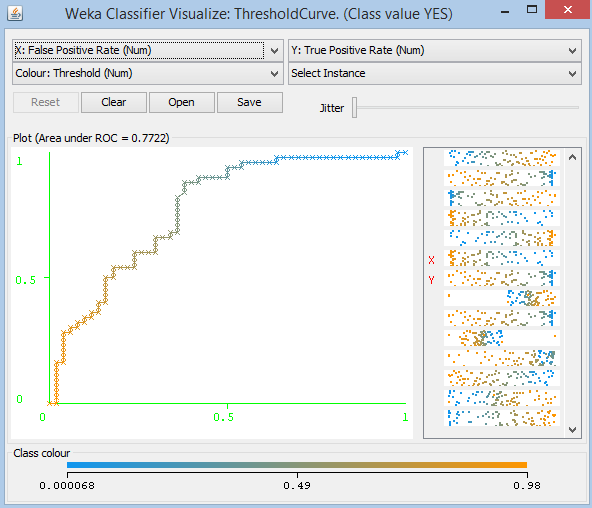 Weka Classifier Visualize: ThresholdCurve. (Class value YES)
X: False Positive Rate (Num)
Y: True Positive Rate (Num)
Colour: Threshold (Num)
Select Instance
Reset
Clear
Open
Save
Jitter
Plot (Area under ROC = 0.7722)
1
0.5
0
0
0.5
1
X
Y
Class colour
0.000068
0.49
0.98